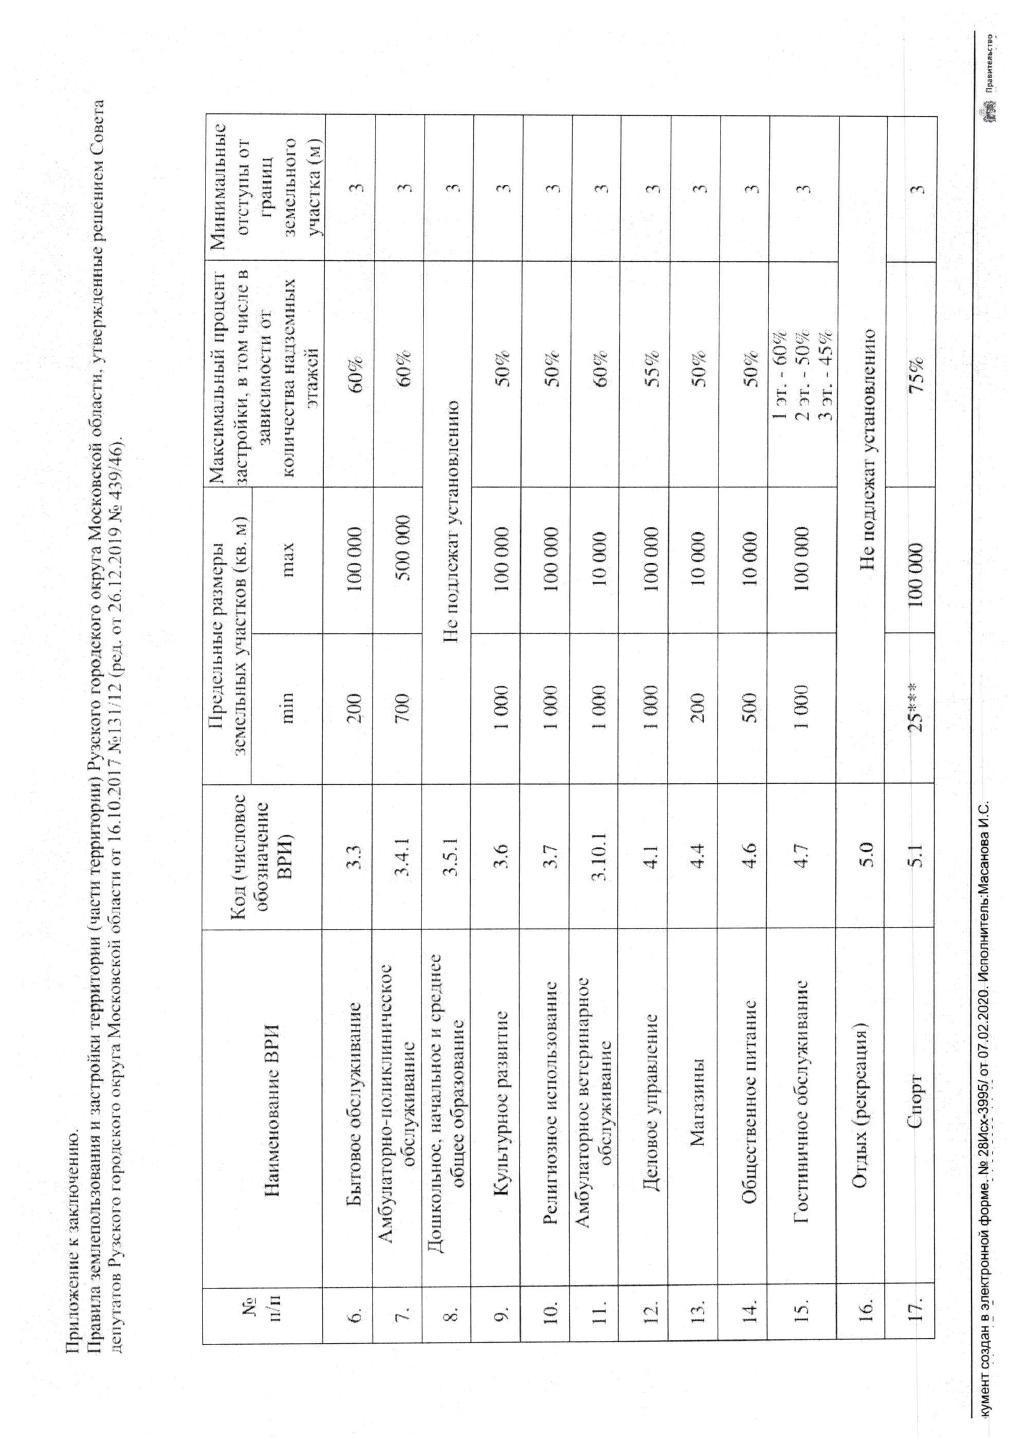 Приложение к заключению.
Правила землепользования и застройки территории (части территории) Рузского городского округа Московской области, утвержденные решением Совета
депутатов Рузского городского округа Московской области от 16.10.2017 №131/12 (ред. от 26.12.2019 № 439/46).
№ п/п | Наименование ВРИ | Код (числовое обозначение ВРИ) | Предельные размеры земельных участков (кв. м) | Максимальный процент застройки, в том числе в зависимости от количества надземных этажей | Минимальные отступы от границ земельного участка (м)
min | max
6. | Бытовое обслуживание | 3.3 | 200 | 100 000 | 60% | 3
7. | Амбулаторно-поликлиническое обслуживание | 3.4.1 | 700 | 500 000 | 60% | 3
8. | Дошкольное, начальное и среднее общее образование | 3.5.1 | Не подлежат установлению | 3
9. | Культурное развитие | 3.6 | 1 000 | 100 000 | 50% | 3
10. | Религиозное использование | 3.7 | 1 000 | 100 000 | 50% | 3
11. | Амбулаторное ветеринарное обслуживание | 3.10.1 | 1 000 | 10 000 | 60% | 3
12. | Деловое управление | 4.1 | 1 000 | 100 000 | 55% | 3
13. | Магазины | 4.4 | 200 | 10 000 | 50% | 3
14. | Общественное питание | 4.6 | 500 | 10 000 | 50% | 3
15. | Гостиничное обслуживание | 4.7 | 1 000 | 100 000 | 1 эт. - 60% 2 эт. - 50% 3 эт. - 45% | 3
16. | Отдых (рекреация) | 5.0 | Не подлежат установлению
17. | Спорт | 5.1 | 25*** | 100 000 | 75% | 3
кумент создан в электронной форме. № 28Исх-3995/ от 07.02.2020. Исполнитель:Масанова И.С.
Правительство